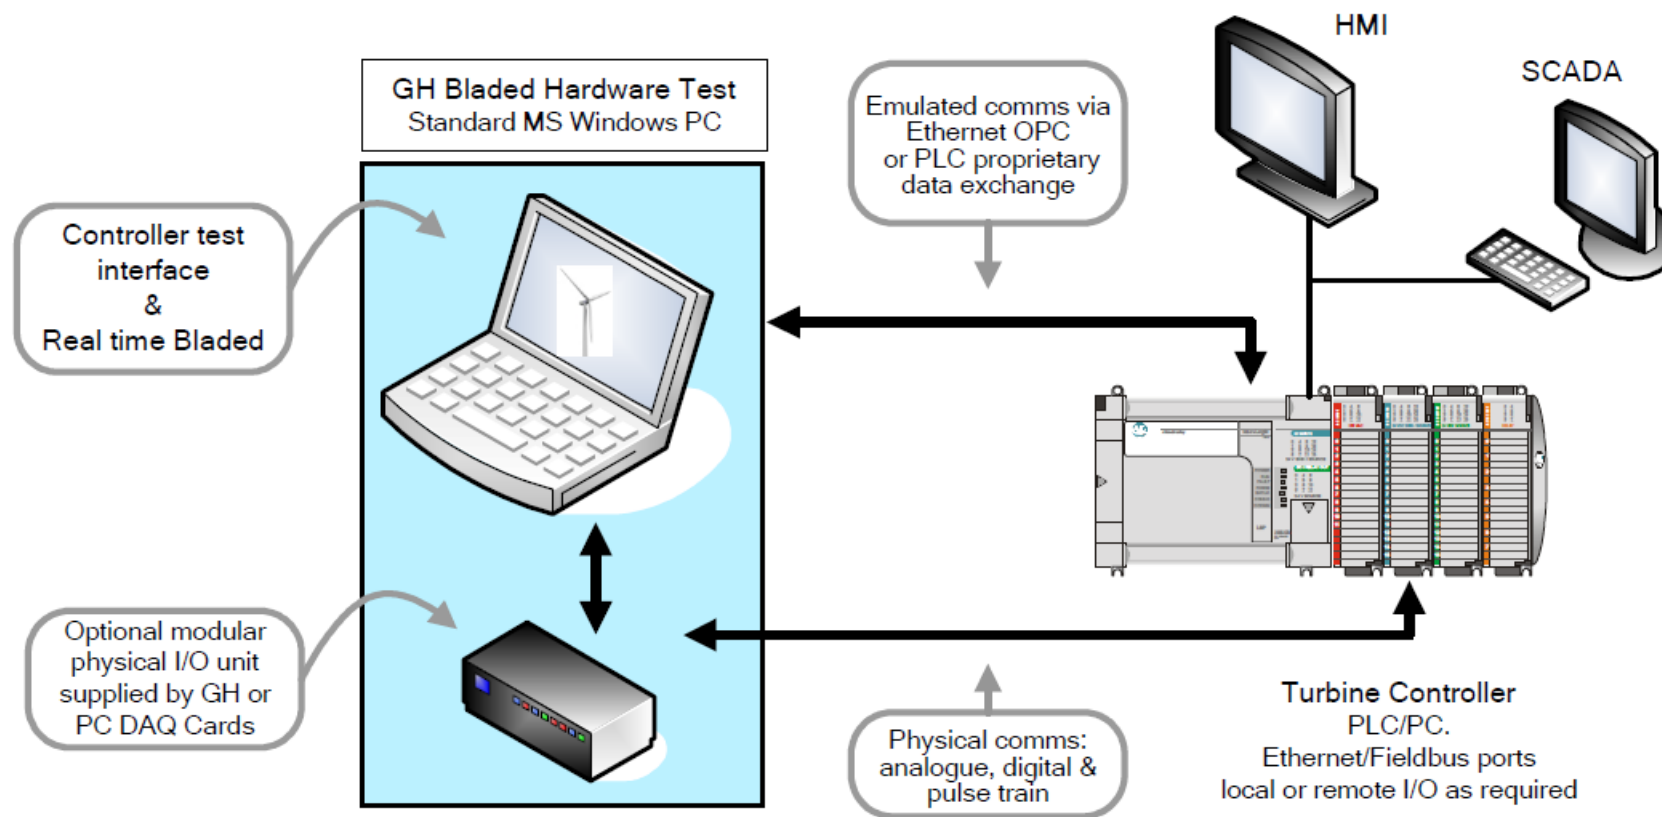 HMI
SCADA
GH Bladed Hardware Test
Standard MS Windows PC
Emulated comms via
Ethernet OPC
or PLC proprietary
data exchange
Controller test
interface
&
Real time Bladed
Optional modular
physical I/O unit
supplied by GH or
PC DAQ Cards
Physical comms:
analogue, digital &
pulse train
Turbine Controller
PLC/PC.
Ethernet/Fieldbus ports
local or remote I/O as required